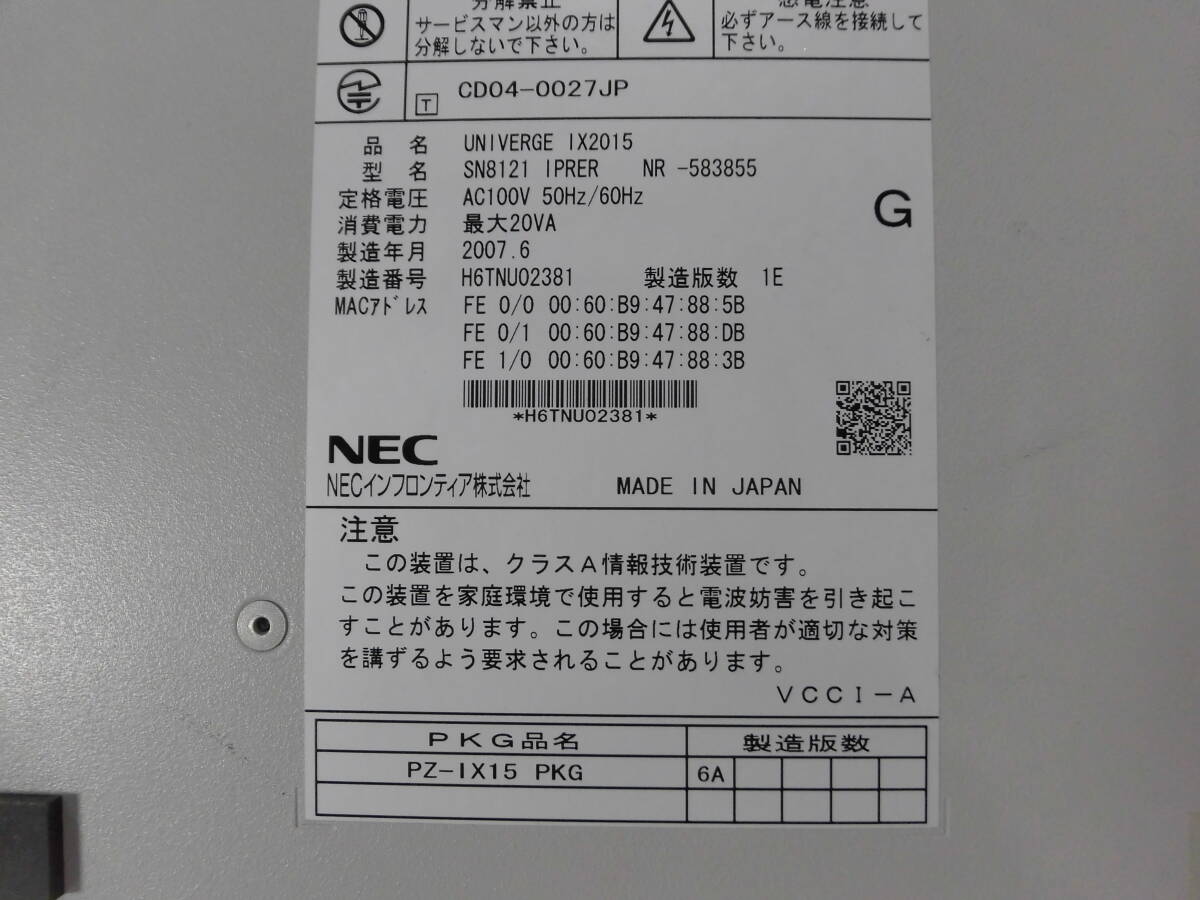 分解禁止
サービスマン以外の方は
分解しないで下さい。
感電注意
必ずアース線を接続して
下さい。
T CD04-0027JP
品 名 UNIVERGE IX2015
型 名 SN8121 IPRER NR -583855
定格電圧 AC100V 50Hz/60Hz
消費電力 最大20VA
製造年月 2007.6
製造番号 H6TNU02381 製造版数 1E
MACｱﾄﾞﾚｽ FE 0/0 00:60:B9:47:88:5B
FE 0/1 00:60:B9:47:88:DB
FE 1/0 00:60:B9:47:88:3B
G
*H6TNU02381*
NEC
NECインフロンティア株式会社 MADE IN JAPAN
注意
この装置は、クラスＡ情報技術装置です。
この装置を家庭環境で使用すると電波妨害を引き起こ
すことがあります。この場合には使用者が適切な対策
を講ずるよう要求されることがあります。
ＶＣＣＩ－Ａ
ＰＫＧ品名 製造版数
PZ-IX15 PKG 6A